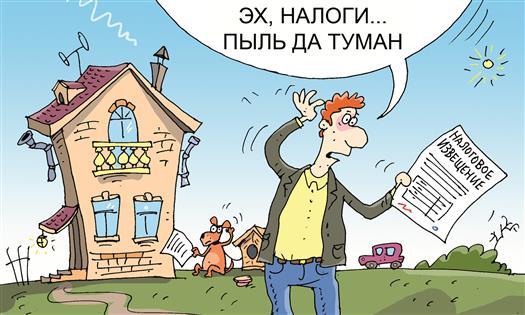 ЭХ, НАЛОГИ...
ПЫЛЬ ДА ТУМАН
НАЛОГОВОЕ
ИЗВЕЩЕНИЕ